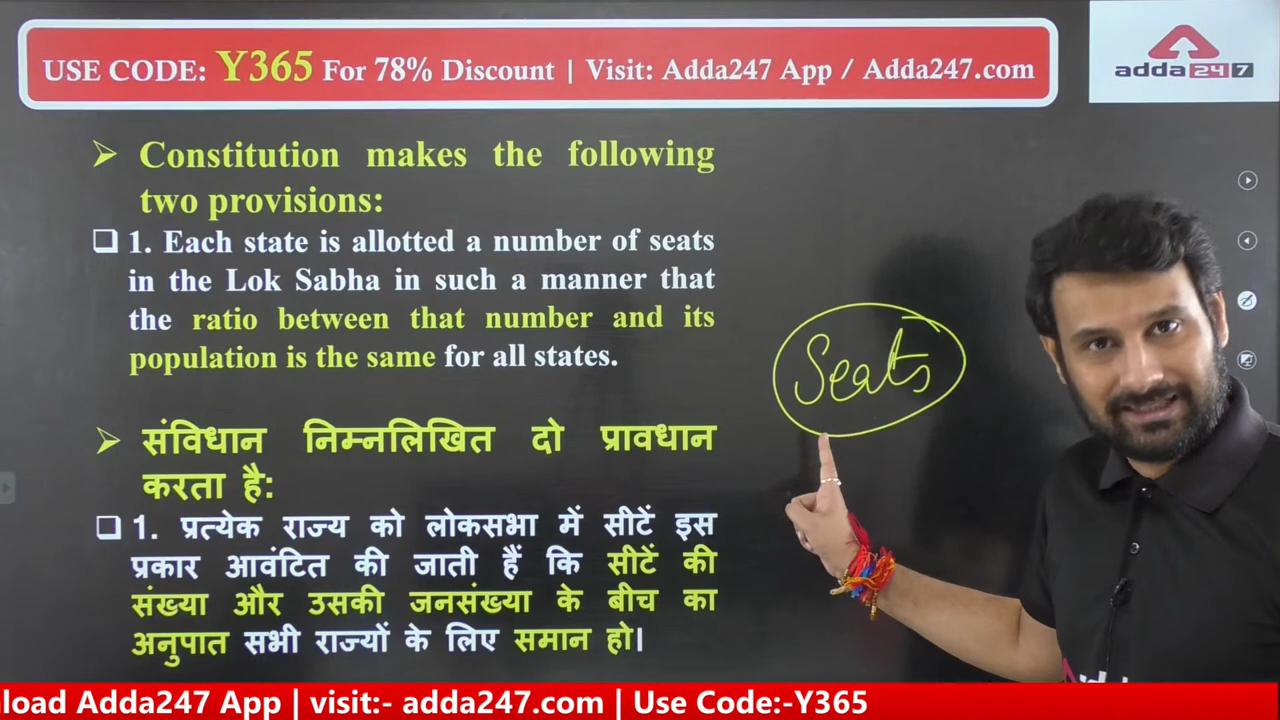 USE CODE: Y365 For 78% Discount | Visit: Adda247 App / Adda247.com
adda247
Constitution makes the following
two provisions:
1. Each state is allotted a number of seats
in the Lok Sabha in such a manner that
the ratio between that number and its
population is the same for all states.
Seats
संविधान निम्नलिखित दो प्रावधान
करता है:
1. प्रत्येक राज्य को लोकसभा में सीटें इस
प्रकार आवंटित की जाती हैं कि सीटें की
संख्या और उसकी जनसंख्या के बीच का
अनुपात सभी राज्यों के लिए समान हो।
nload Adda247 App | visit:- adda247.com | Use Code:-Y365